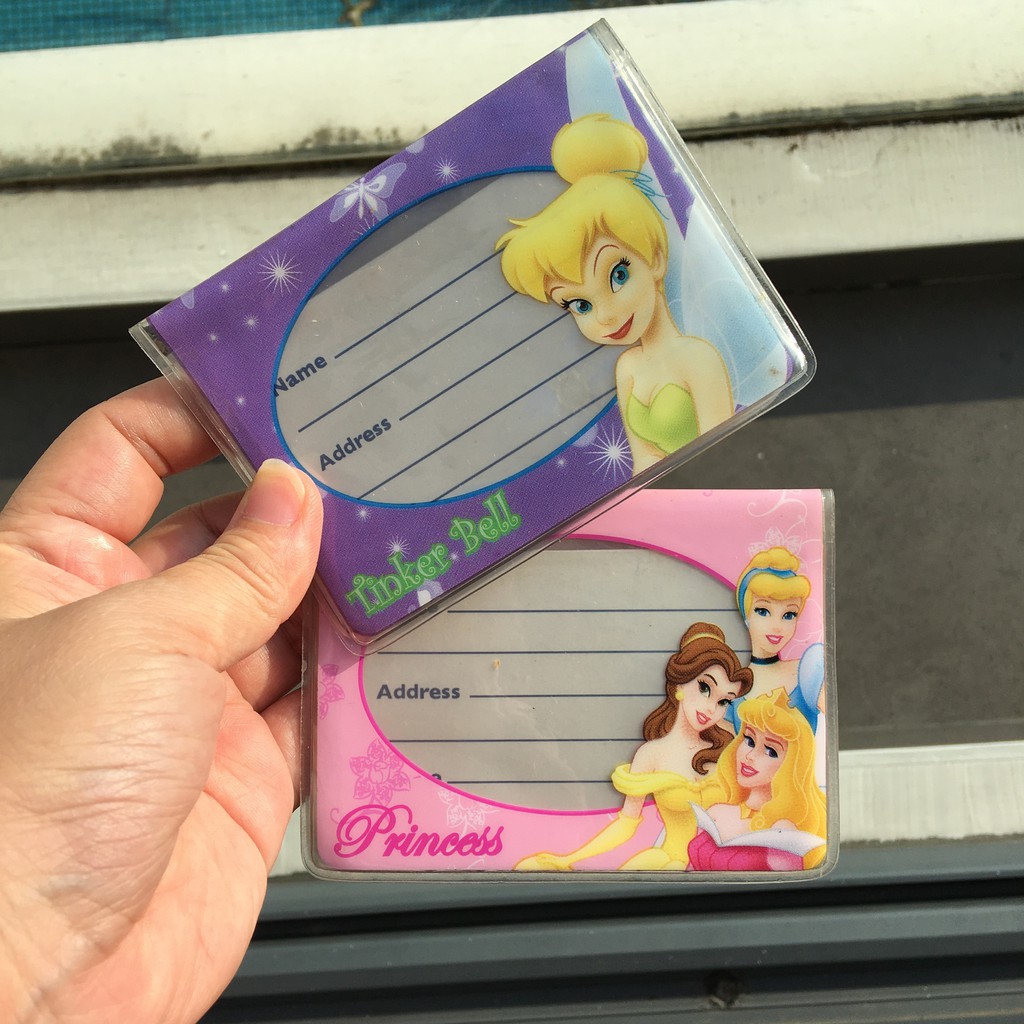 Name
Address
Tinker Bell
Address
Princess